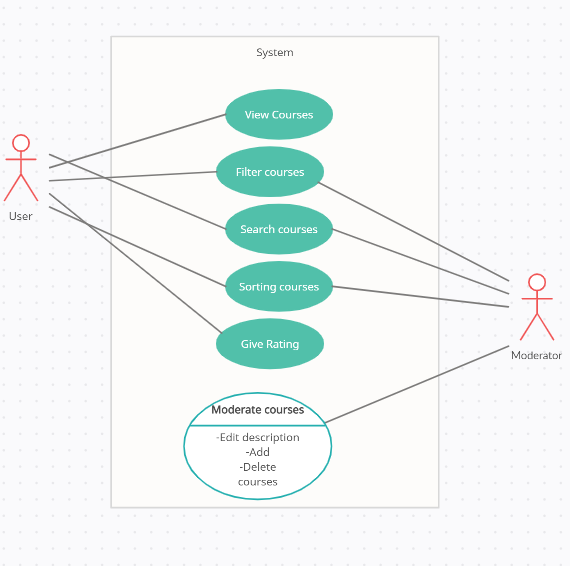 System
View Courses
Filter courses
Search courses
Sorting courses
Give Rating
User
Moderator
Moderate courses
-Edit description
-Add
-Delete
courses